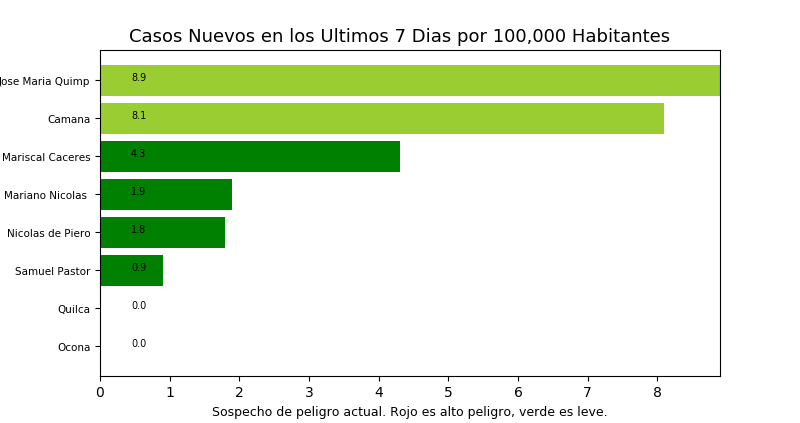 Casos Nuevos en los Ultimos 7 Dias por 100,000 Habitantes
Jose Maria Quimp 8.9
Camana 8.1
Mariscal Caceres 4.3
Mariano Nicolas 1.9
Nicolas de Piero 1.8
Samuel Pastor 0.9
Quilca 0.0
Ocona 0.0
0 1 2 3 4 5 6 7 8
Sospecho de peligro actual. Rojo es alto peligro, verde es leve.